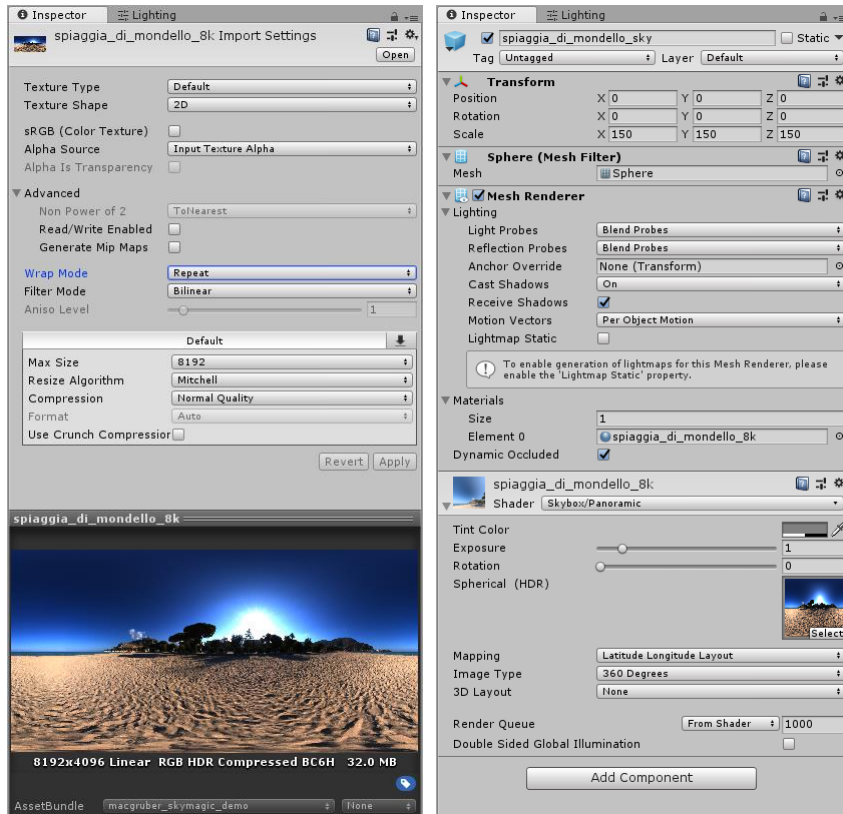 Inspector
Lighting
spiaggia_di_mondello_8k Import Settings
Open
Texture Type Default
Texture Shape 2D
sRGB (Color Texture)
Alpha Source Input Texture Alpha
Alpha Is Transparency
Advanced
Non Power of 2 ToNearest
Read/Write Enabled
Generate Mip Maps
Wrap Mode Repeat
Filter Mode Bilinear
Aniso Level 1
Default
Max Size 8192
Resize Algorithm Mitchell
Compression Normal Quality
Format Auto
Use Crunch Compressior
Revert Apply
spiaggia_di_mondello_8k
8192x4096 Linear RGB HDR Compressed BC6H 32.0 MB
AssetBundle macgruber_skymagic_demo None
Inspector
Lighting
spiaggia_di_mondello_sky Static
Tag Untagged Layer Default
Transform
Position X 0 Y 0 Z 0
Rotation X 0 Y 0 Z 0
Scale X 150 Y 150 Z 150
Sphere (Mesh Filter)
Mesh Sphere
Mesh Renderer
Lighting
Light Probes Blend Probes
Reflection Probes Blend Probes
Anchor Override None (Transform)
Cast Shadows On
Receive Shadows
Motion Vectors Per Object Motion
Lightmap Static
To enable generation of lightmaps for this Mesh Renderer, please
enable the 'Lightmap Static' property.
Materials
Size 1
Element 0 spiaggia_di_mondello_8k
Dynamic Occluded
spiaggia_di_mondello_8k
Shader Skybox/Panoramic
Tint Color
Exposure 1
Rotation 0
Spherical (HDR)
Select
Mapping Latitude Longitude Layout
Image Type 360 Degrees
3D Layout None
Render Queue From Shader 1000
Double Sided Global Illumination
Add Component